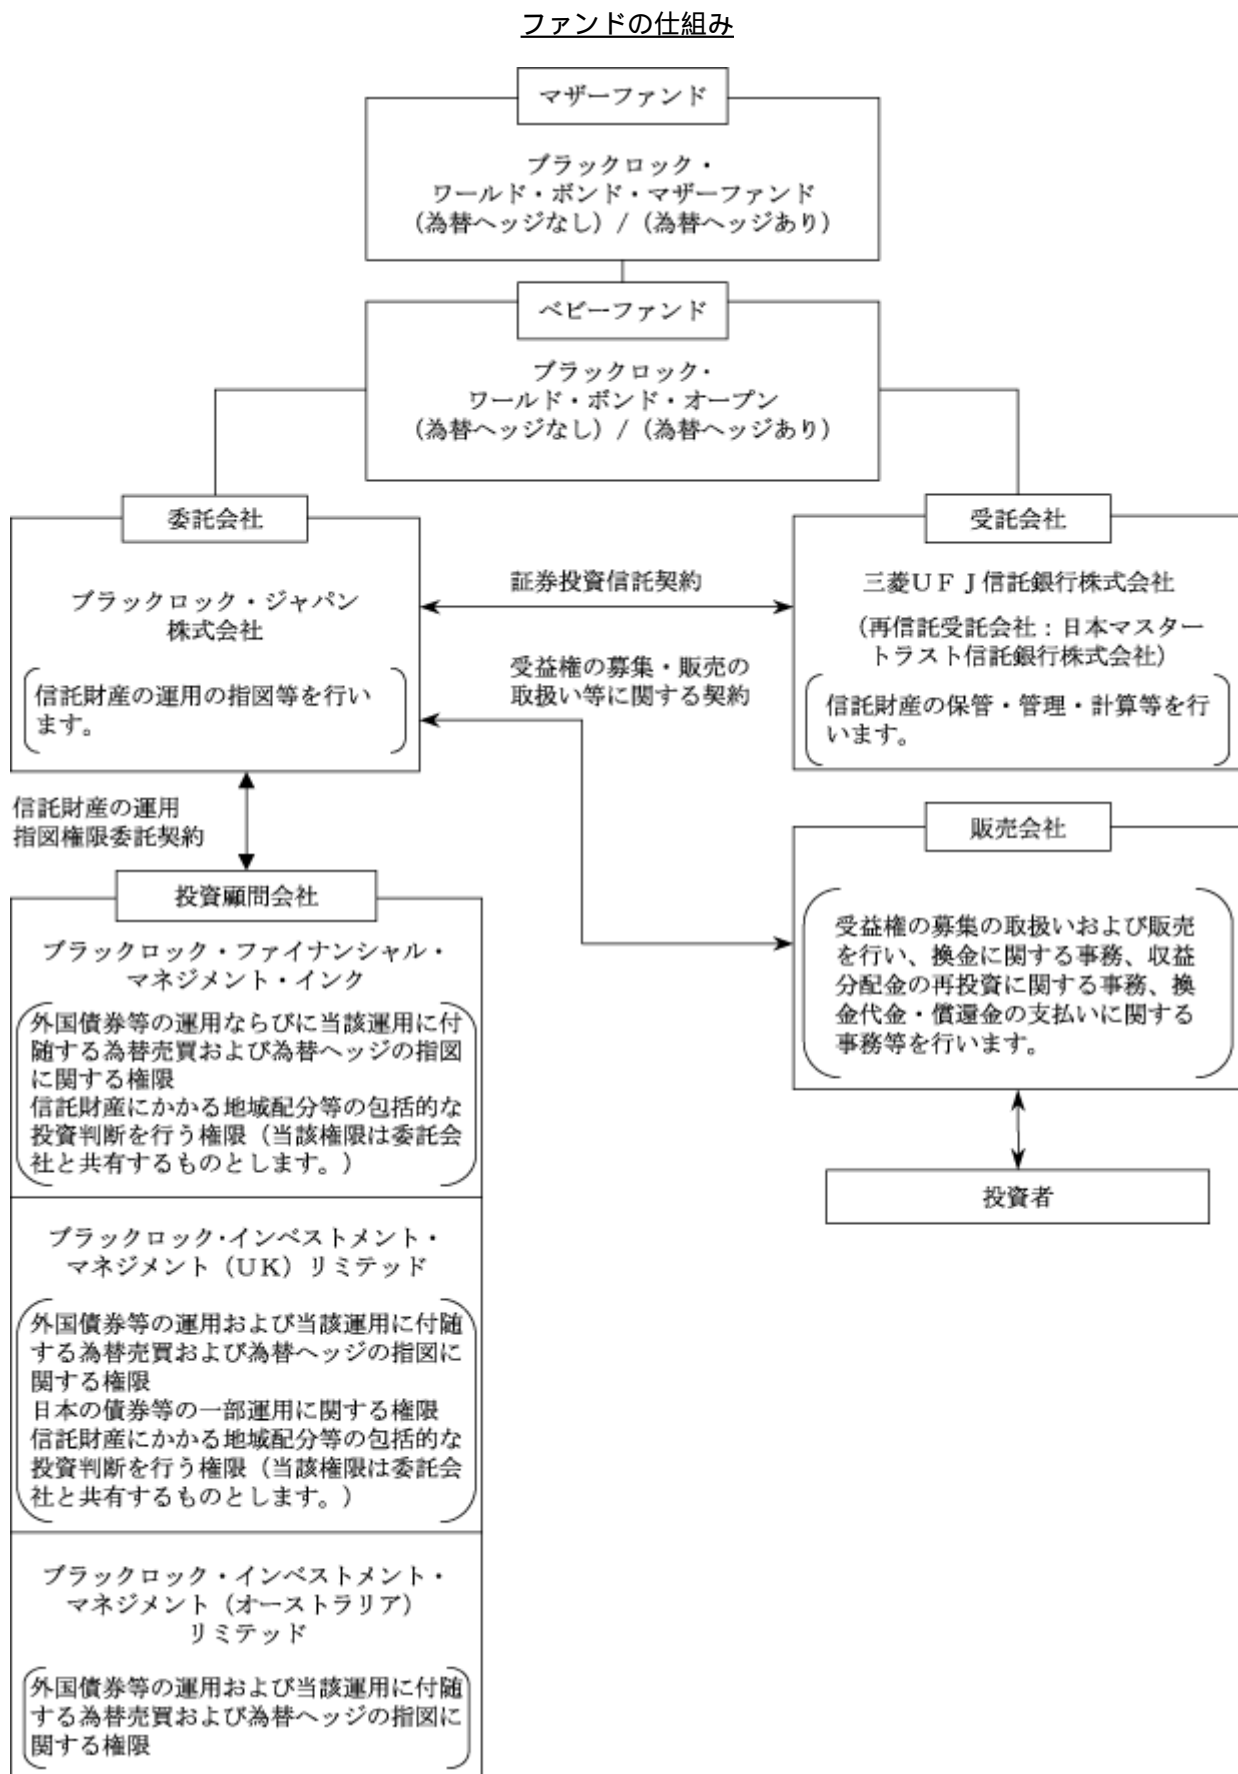 ファンドの仕組み
マザーファンド
ブラックロック・
ワールド・ボンド・マザーファンド
（為替ヘッジなし）/（為替ヘッジあり）
ベビーファンド
ブラックロック・
ワールド・ボンド・オープン
（為替ヘッジなし）/（為替ヘッジあり）
委託会社
ブラックロック・ジャパン
株式会社
信託財産の運用の指図等を行い
ます。
証券投資信託契約
受益権の募集・販売の
取扱い等に関する契約
受託会社
三菱ＵＦＪ信託銀行株式会社
（再信託受託会社：日本マスター
トラスト信託銀行株式会社）
信託財産の保管・管理・計算等を行
います。
信託財産の運用
指図権限委託契約
販売会社
受益権の募集の取扱いおよび販売
を行い、換金に関する事務、収益
分配金の再投資に関する事務、換
金代金・償還金の支払いに関する
事務等を行います。
投資者
投資顧問会社
ブラックロック・ファイナンシャル・
マネジメント・インク
外国債券等の運用ならびに当該運用に付
随する為替売買および為替ヘッジの指図
に関する権限
信託財産にかかる地域配分等の包括的な
投資判断を行う権限（当該権限は委託会
社と共有するものとします。）
ブラックロック・インベストメント・
マネジメント（ＵＫ）リミテッド
外国債券等の運用および当該運用に付随
する為替売買および為替ヘッジの指図に
関する権限
日本の債券等の一部運用に関する権限
信託財産にかかる地域配分等の包括的な
投資判断を行う権限（当該権限は委託会
社と共有するものとします。）
ブラックロック・インベストメント・
マネジメント（オーストラリア）
リミテッド
外国債券等の運用および当該運用に付随
する為替売買および為替ヘッジの指図に
関する権限